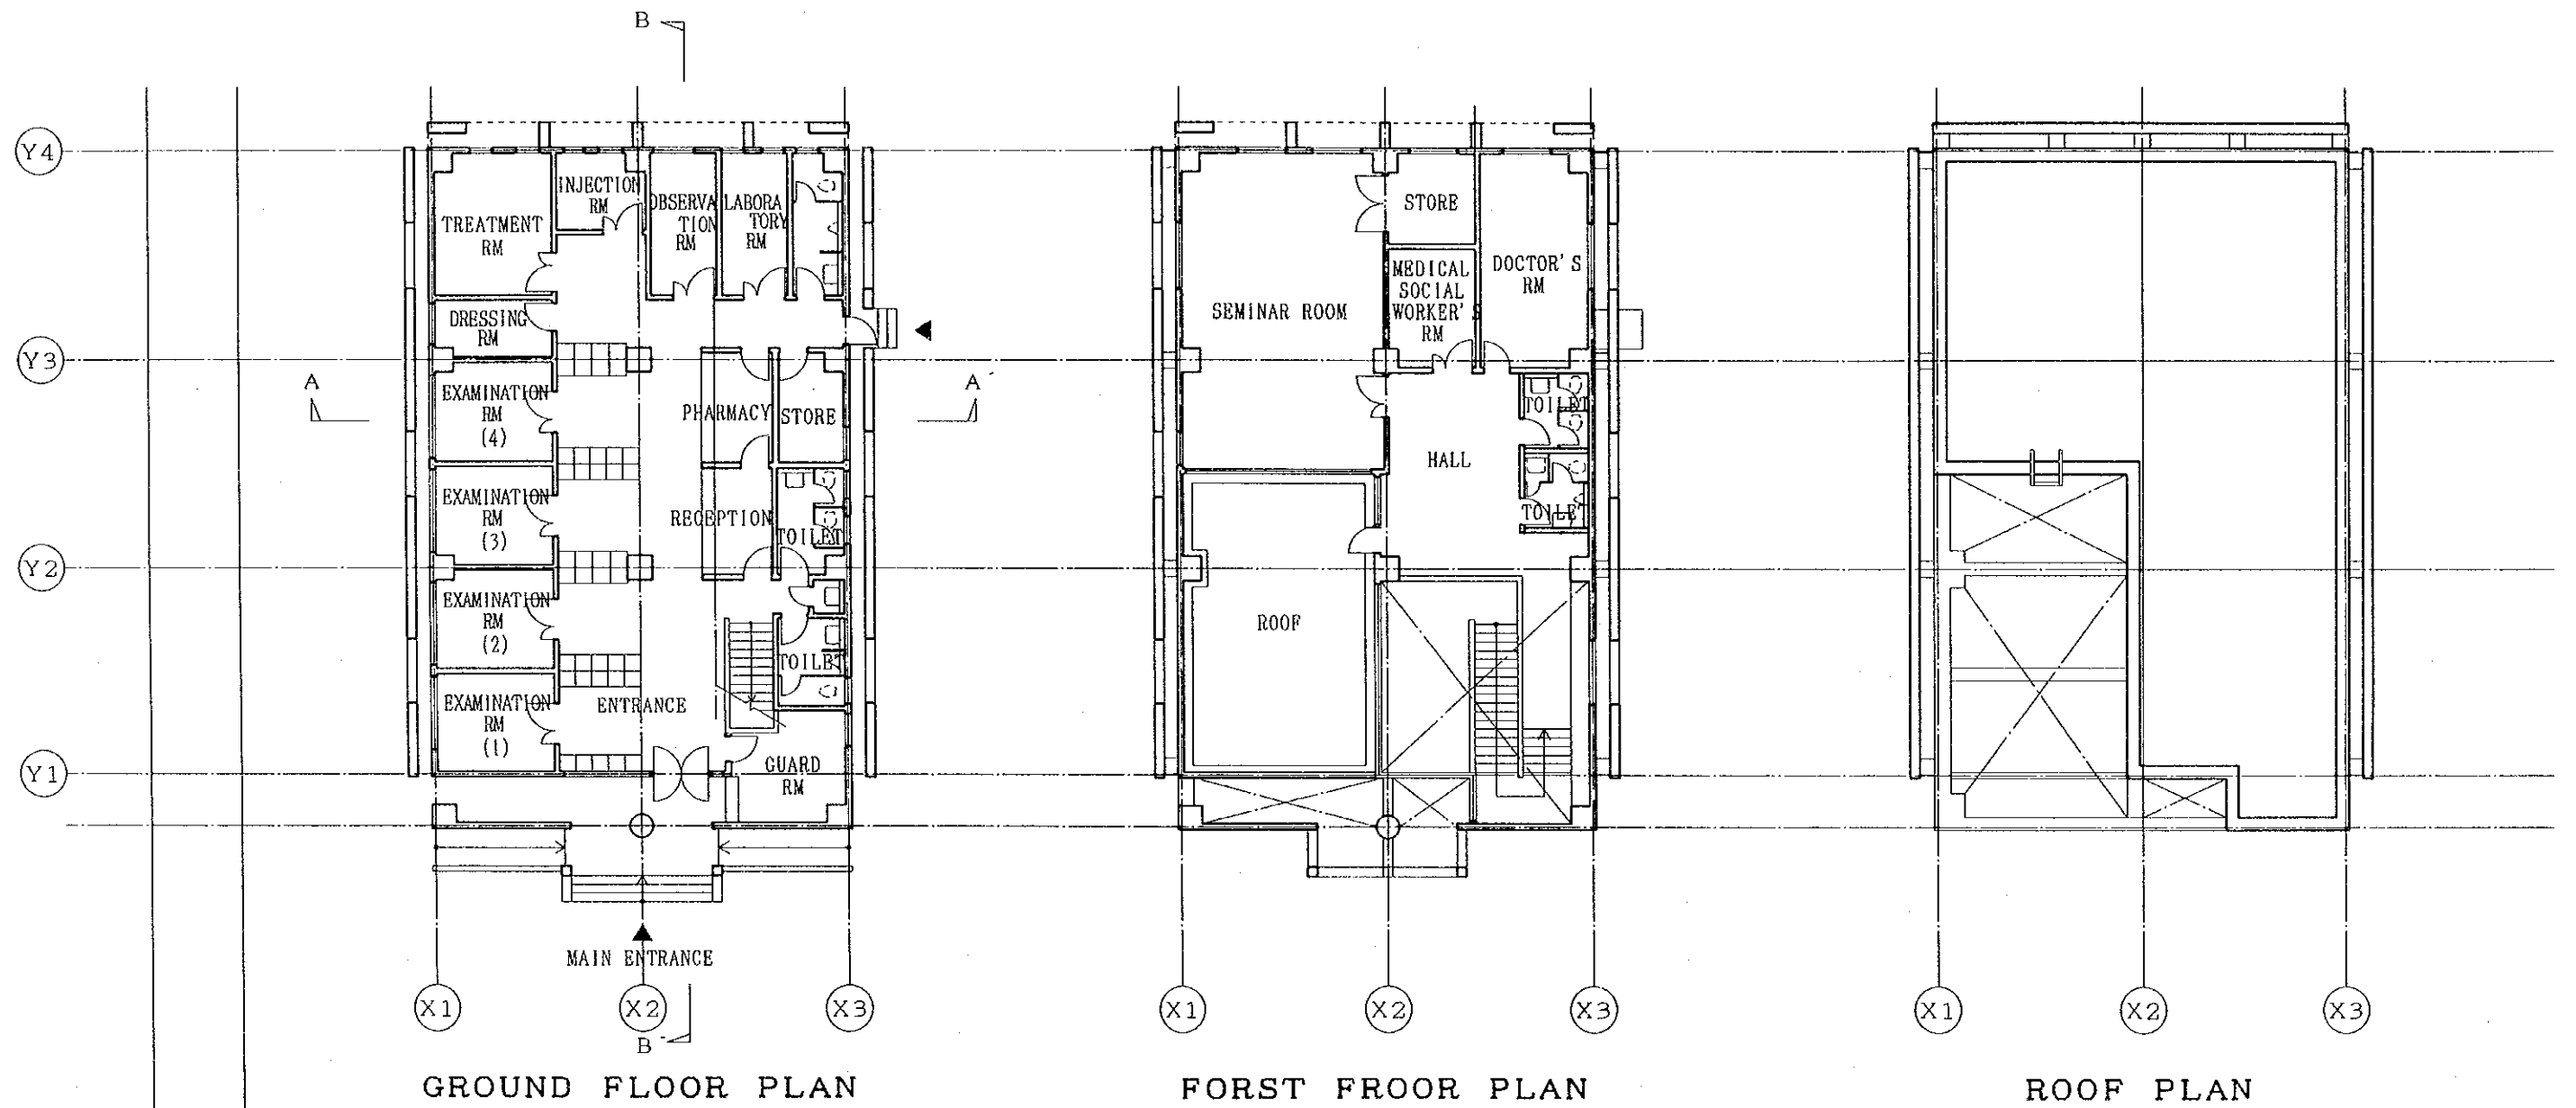 B
Y4
INJECTION
RM
OBSERVA
TION
RM
LABORA
TORY
RM
TREATMENT
RM
DRESSING
RM
Y3
A
A'
EXAMINATION
RM
(4)
PHARMACY
STORE
EXAMINATION
RM
(3)
RECEPTION
TOILET
Y2
EXAMINATION
RM
(2)
TOILET
EXAMINATION
RM
(1)
ENTRANCE
GUARD
RM
Y1
MAIN ENTRANCE
X1
X2
X3
B'
GROUND FLOOR PLAN
STORE
SEMINAR ROOM
MEDICAL
SOCIAL
WORKER'S
RM
DOCTOR'S
RM
TOILET
HALL
TOILET
ROOF
X1
X2
X3
FORST FROOR PLAN
X1
X2
X3
ROOF PLAN